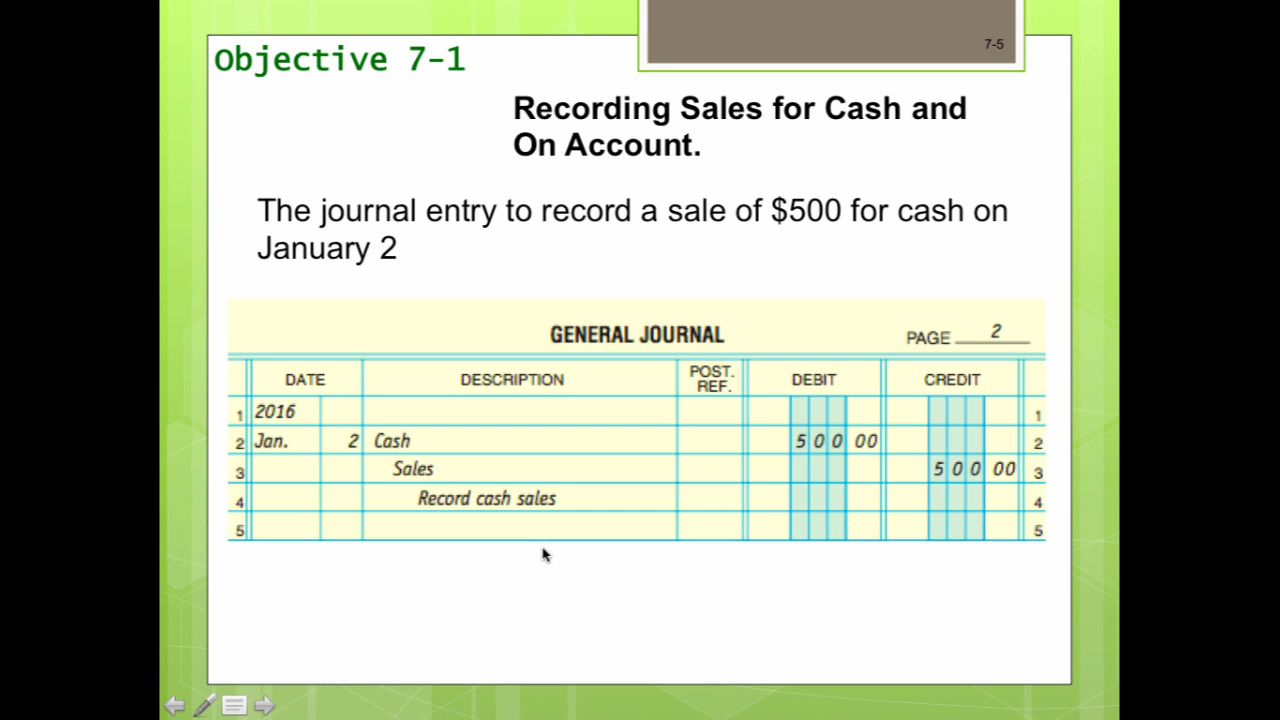 7-5
Objective 7-1
Recording Sales for Cash and
On Account.
The journal entry to record a sale of $500 for cash on
January 2
GENERAL JOURNAL PAGE 2
DATE DESCRIPTION POST. REF. DEBIT CREDIT
1 2016 1
2 Jan. 2 Cash 500 00 2
3 Sales 500 00 3
4 Record cash sales 4
5 5